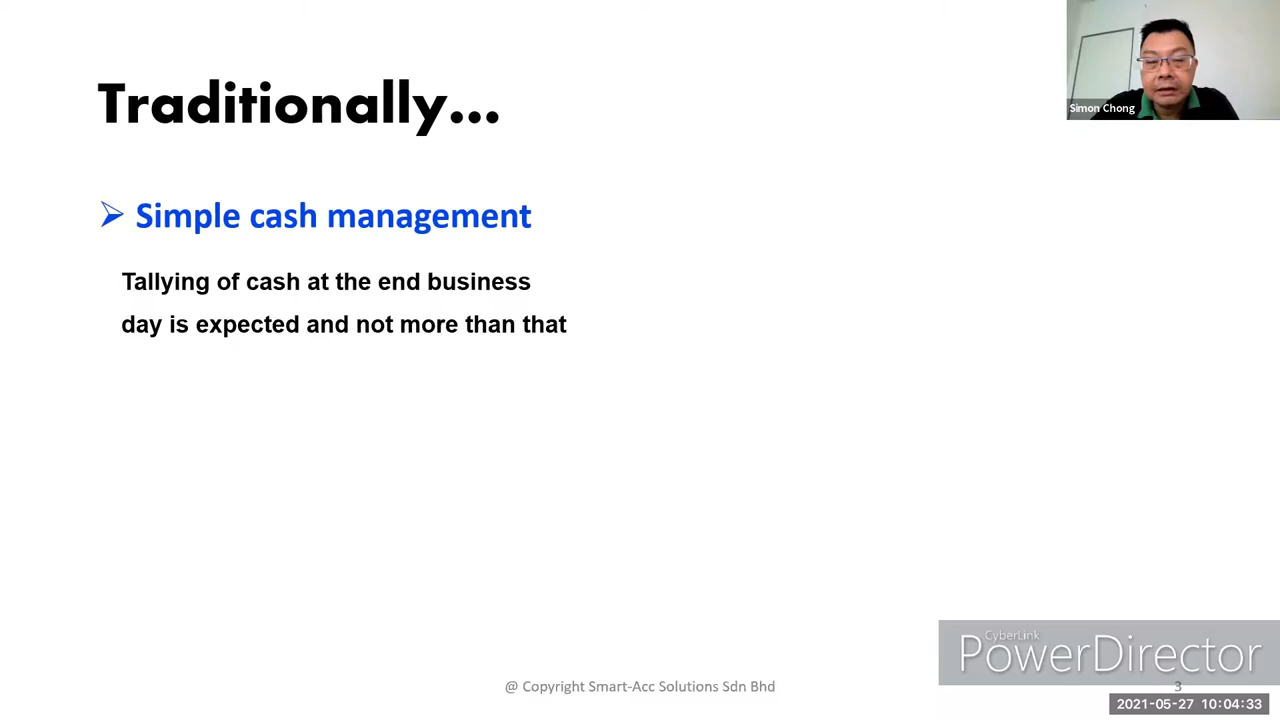 Traditionally...
Simon Chong
Simple cash management
Tallying of cash at the end business
day is expected and not more than that
CyberLink
PowerDirector
@ Copyright Smart-Acc Solutions Sdn Bhd
3
2021-05-27 10:04:33